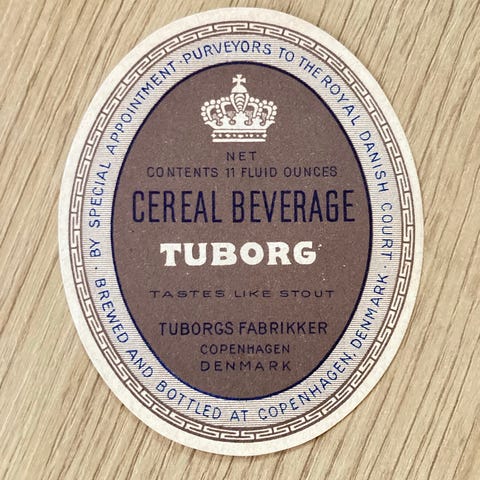 BY SPECIAL APPOINTMENT · PURVEYORS TO THE ROYAL DANISH COURT ·
NET
CONTENTS 11 FLUID OUNCES
CEREAL BEVERAGE
TUBORG
TASTES LIKE STOUT
TUBORGS FABRIKKER
COPENHAGEN
DENMARK
BREWED AND BOTTLED AT COPENHAGEN, DENMARK ·